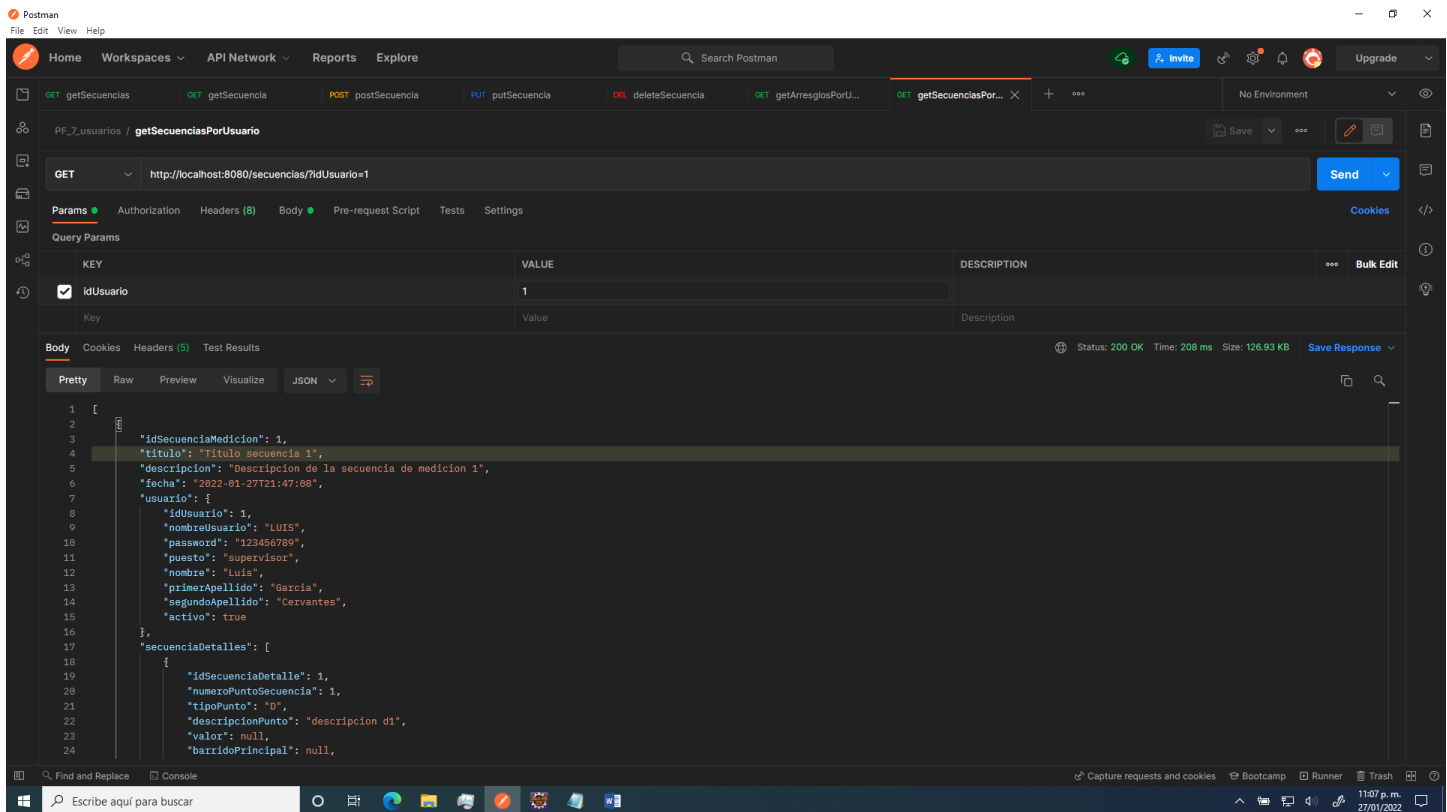 Postman
File Edit View Help
Home Workspaces API Network Reports Explore Search Postman Invite Upgrade
GET getSecuencias GET getSecuencia POST postSecuencia PUT putSecuencia DEL deleteSecuencia GET getArresglosPorU... GET getSecuenciasPor... No Environment
PF_7_usuarios / getSecuenciasPorUsuario Save
GET http://localhost:8080/secuencias/?idUsuario=1 Send
Params Authorization Headers (8) Body Pre-request Script Tests Settings Cookies
Query Params
KEY VALUE DESCRIPTION Bulk Edit
idUsuario 1
Key Value Description
Body Cookies Headers (5) Test Results Status: 200 OK Time: 208 ms Size: 126.93 KB Save Response
Pretty Raw Preview Visualize JSON
1 [
2 {
3 "idSecuenciaMedicion": 1,
4 "titulo": "Titulo secuencia 1",
5 "descripcion": "Descripcion de la secuencia de medicion 1",
6 "fecha": "2022-01-27T21:47:08",
7 "usuario": {
8 "idUsuario": 1,
9 "nombreUsuario": "LUIS",
10 "password": "123456789",
11 "puesto": "supervisor",
12 "nombre": "Luis",
13 "primerApellido": "Garcia",
14 "segundoApellido": "Cervantes",
15 "activo": true
16 },
17 "secuenciaDetalles": [
18 {
19 "idSecuenciaDetalle": 1,
20 "numeroPuntoSecuencia": 1,
21 "tipoPunto": "D",
22 "descripcionPunto": "descripcion d1",
23 "valor": null,
24 "barridoPrincipal": null,
Find and Replace Console Capture requests and cookies Bootcamp Runner Trash
Escribe aquí para buscar 11:07 p. m.
27/01/2022